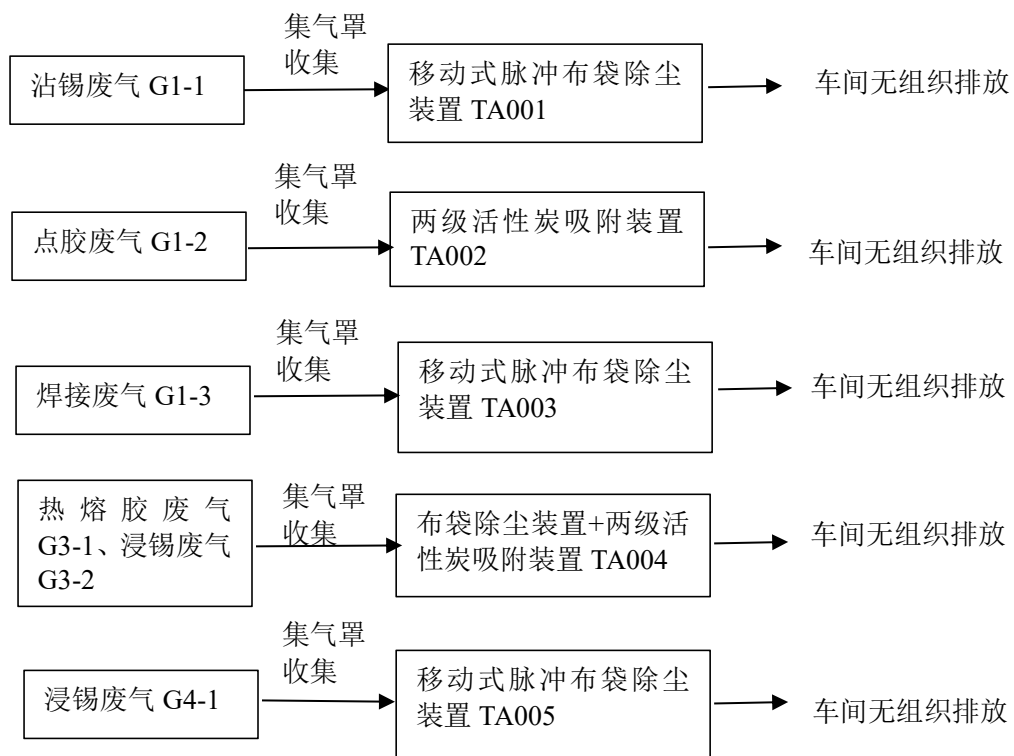 集气罩
收集
沾锡废气 G1-1
移动式脉冲布袋除尘
装置 TA001
车间无组织排放
集气罩
收集
点胶废气 G1-2
两级活性炭吸附装置
TA002
车间无组织排放
集气罩
收集
焊接废气 G1-3
移动式脉冲布袋除尘
装置 TA003
车间无组织排放
热熔胶废气
G3-1、浸锡废气
G3-2
集气罩
收集
布袋除尘装置+两级活
性炭吸附装置 TA004
车间无组织排放
集气罩
收集
浸锡废气 G4-1
移动式脉冲布袋除尘
装置 TA005
车间无组织排放